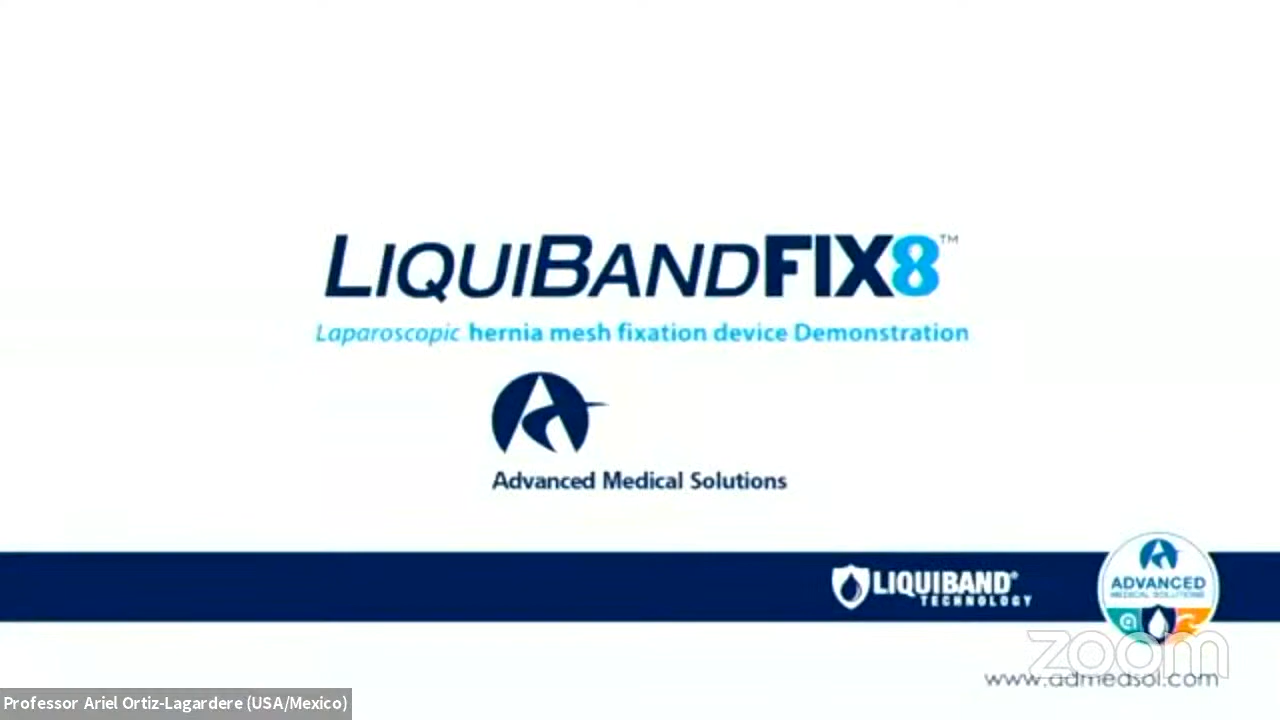 LIQUIBANDFIX8™
Laparoscopic hernia mesh fixation device Demonstration
Advanced Medical Solutions
LIQUIBAND®
TECHNOLOGY
ADVANCED
MEDICAL SOLUTIONS
zoom
www.admedsol.com
Professor Ariel Ortiz-Lagardere (USA/Mexico)